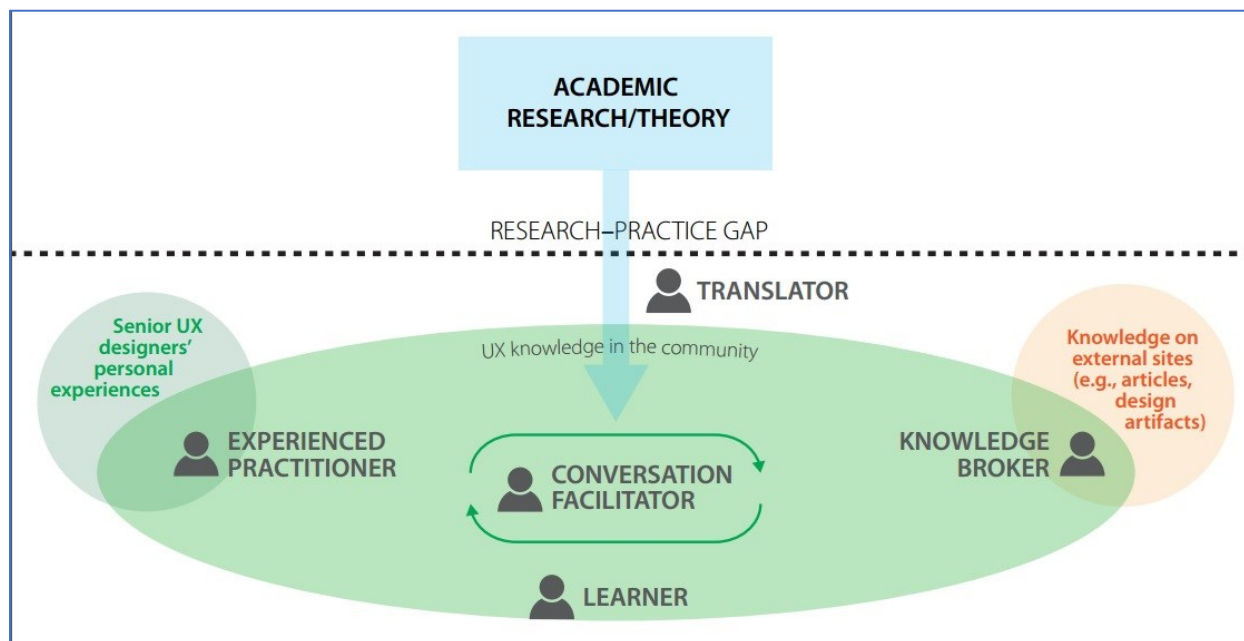 ACADEMIC
RESEARCH/THEORY
RESEARCH–PRACTICE GAP
TRANSLATOR
Senior UX
designers’
personal
experiences
UX knowledge in the community
Knowledge on
external sites
(e.g., articles,
design
artifacts)
EXPERIENCED
PRACTITIONER
CONVERSATION
FACILITATOR
KNOWLEDGE
BROKER
LEARNER